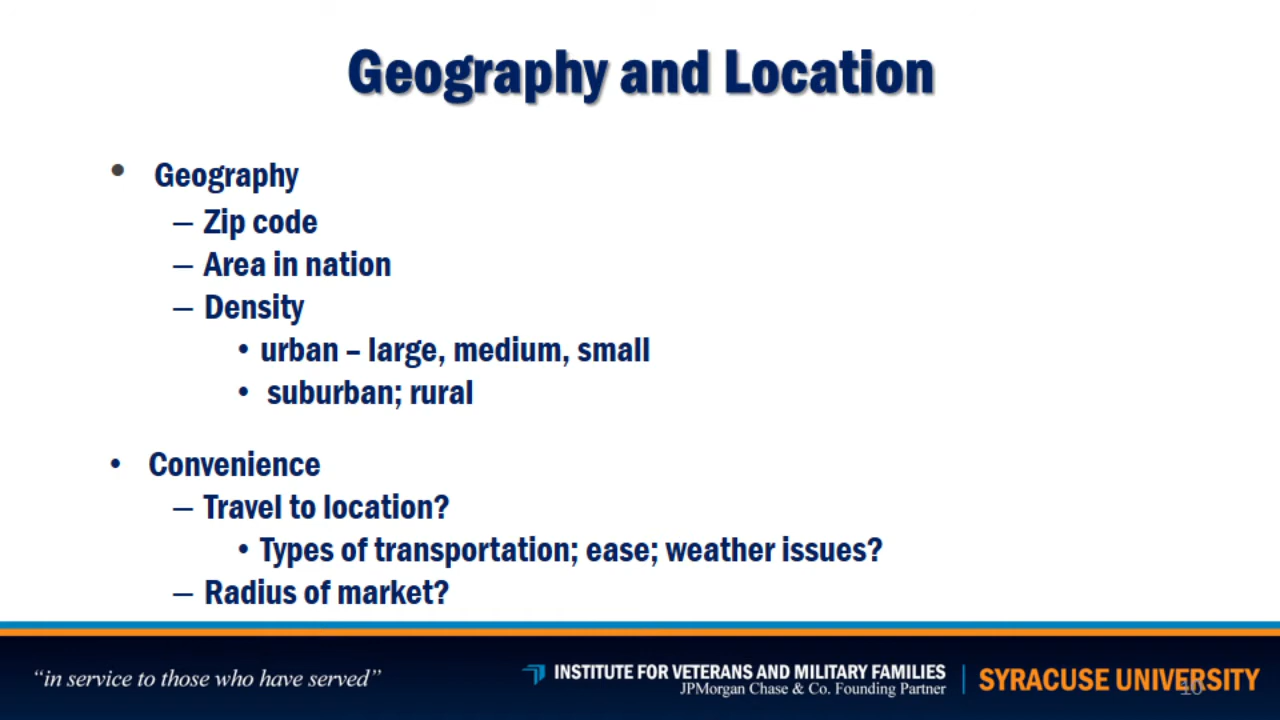 Geography and Location
• Geography
– Zip code
– Area in nation
– Density
• urban – large, medium, small
• suburban; rural
• Convenience
– Travel to location?
• Types of transportation; ease; weather issues?
– Radius of market?
“in service to those who have served”
INSTITUTE FOR VETERANS AND MILITARY FAMILIES
JPMorgan Chase & Co. Founding Partner
SYRACUSE UNIVERSITY
10